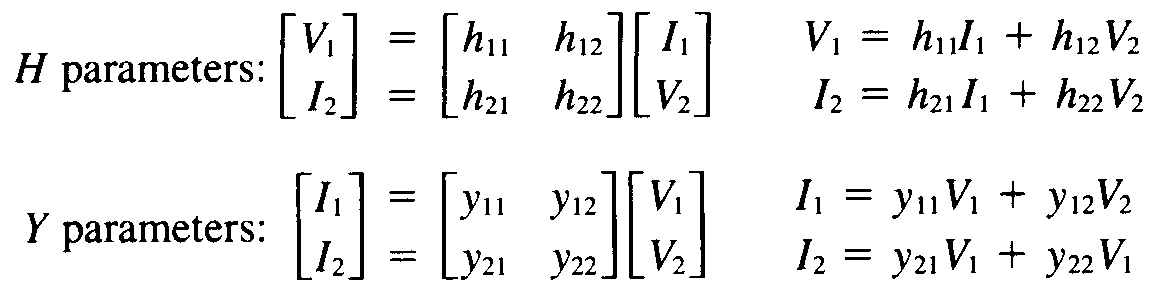 H parameters: [V₁ I₂] = = [h₁₁ h₁₂ h₂₁ h₂₂] [I₁ V₂] V₁ = h₁₁I₁ + h₁₂V₂
I₂ = h₂₁I₁ + h₂₂V₂
Y parameters: [I₁ I₂] = = [y₁₁ y₁₂ y₂₁ y₂₂] [V₁ V₂] I₁ = y₁₁V₁ + y₁₂V₂
I₂ = y₂₁V₁ + y₂₂V₁